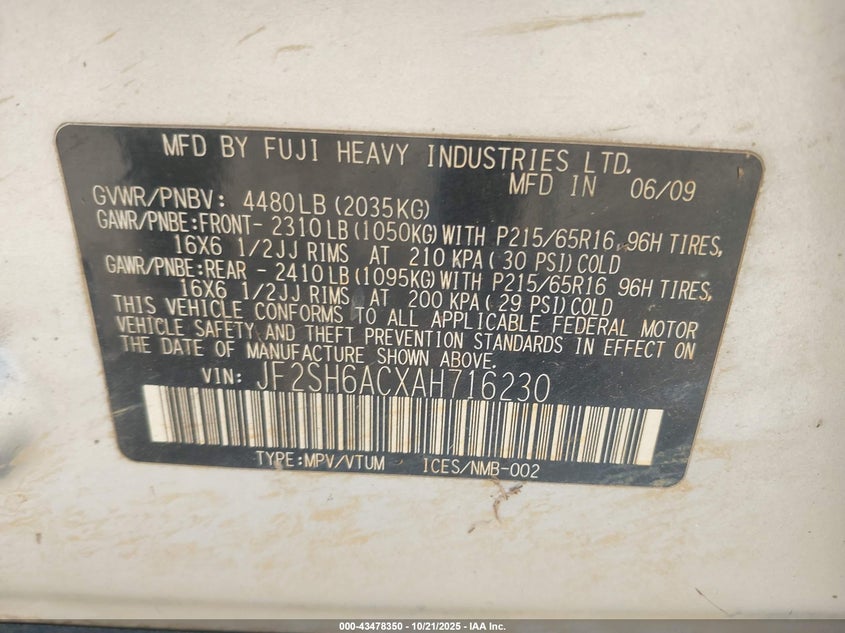 MFD BY FUJI HEAVY INDUSTRIES LTD.
MFD IN 06/09
GVWR/PNBV: 4480LB (2035KG)
GAWR/PNBE:FRONT- 2310LB(1050KG)WITH P215/65R16 96H TIRES,
16X6 1/2JJ RIMS AT 210 KPA( 30 PSI)COLD
GAWR/PNBE:REAR - 2410LB(1095KG)WITH P215/65R16 96H TIRES,
16X6 1/2JJ RIMS AT 200 KPA( 29 PSI)COLD
THIS VEHICLE CONFORMS TO ALL APPLICABLE FEDERAL MOTOR
VEHICLE SAFETY AND THEFT PREVENTION STANDARDS IN EFFECT ON
THE DATE OF MANUFACTURE SHOWN ABOVE.
VIN: JF2SH6ACXAH716230
TYPE:MPV/VTUM ICES/NMB-002
000-43478350 - 10/21/2025 - IAA Inc.